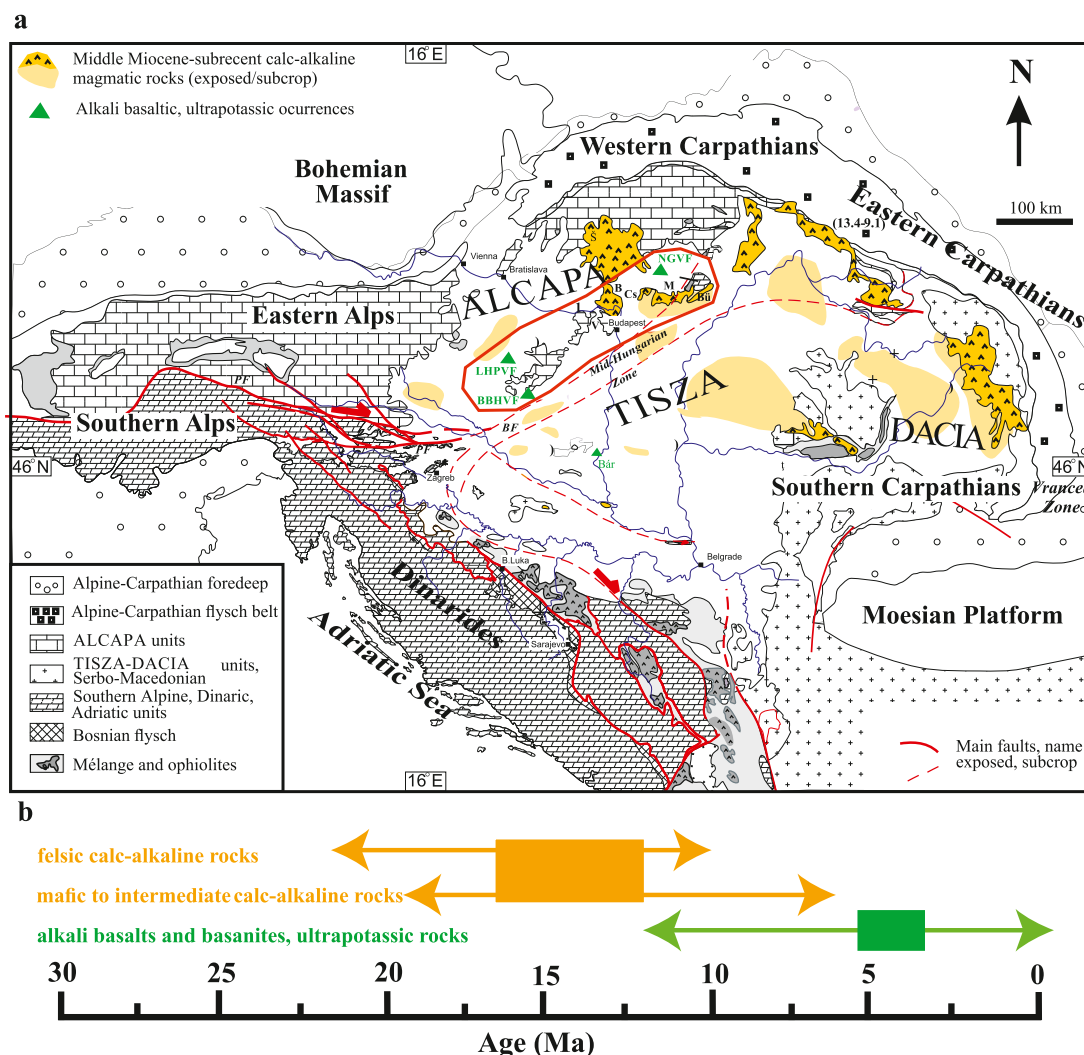 a
16°E
Middle Miocene-subrecent calc-alkaline
magmatic rocks (exposed/subcrop)
Alkali basaltic, ultrapotassic ocurrences
N
100 km
Bohemian
Massif
Western Carpathians
Eastern Carpathians
(13.4-9.1)
Vienna
Bratislava
Š
NGVF
ALCAPA
B
Cs
M
Bü
Budapest
V
Eastern Alps
LHPVF
BBHVF
Mid-Hungarian
Zone
TISZA
PF
BF
Southern Alps
PF
46°N
Zagreb
Bár
DACIA
46°N
Southern Carpathians
Vrancea
Zone
B.Luka
Belgrade
Dinarides
Adriatic Sea
Sarajevo
Moesian Platform
Alpine-Carpathian foredeep
Alpine-Carpathian flysch belt
ALCAPA units
TISZA-DACIA units,
Serbo-Macedonian
Southern Alpine, Dinaric,
Adriatic units
Bosnian flysch
Mélange and ophiolites
16°E
Main faults, name
exposed, subcrop
b
felsic calc-alkaline rocks
mafic to intermediate calc-alkaline rocks
alkali basalts and basanites, ultrapotassic rocks
30 25 20 15 10 5 0
Age (Ma)